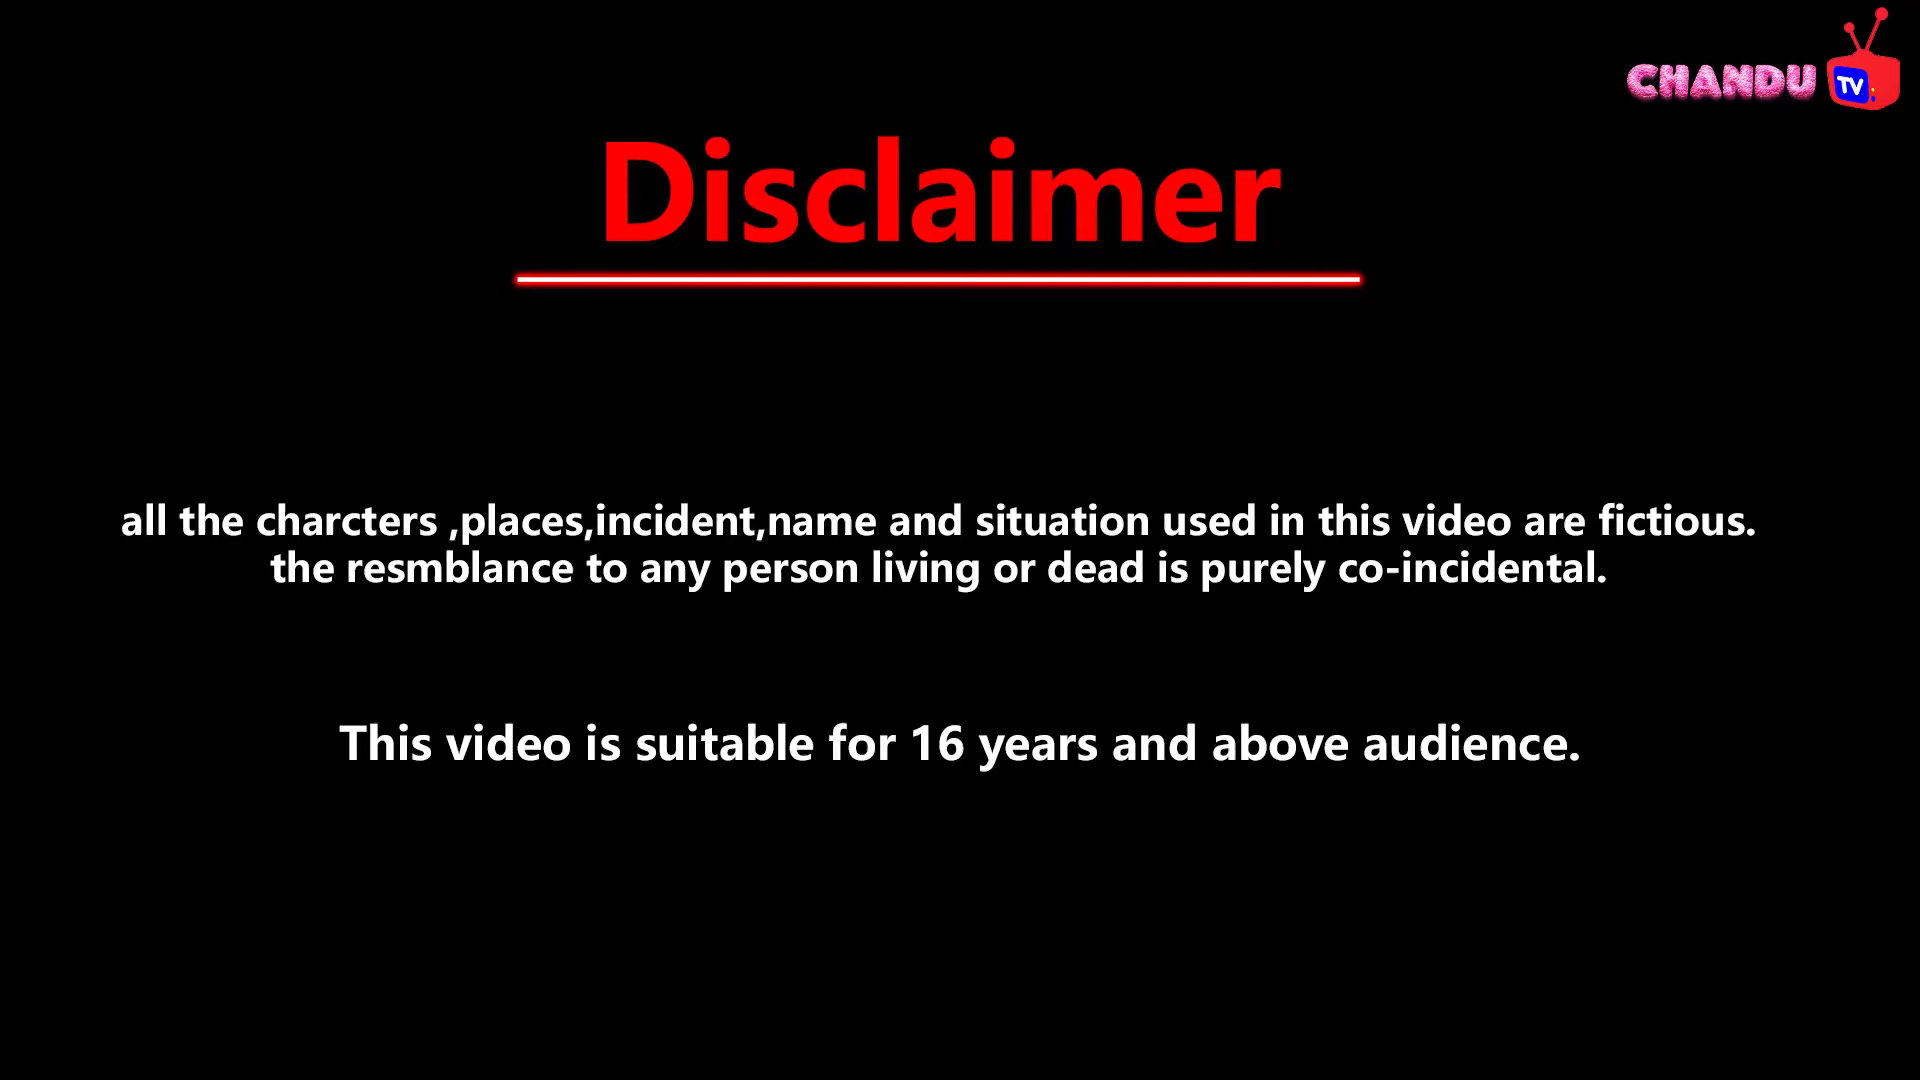 CHANDU TV
Disclaimer
all the charcters ,places,incident,name and situation used in this video are fictious.
the resmblance to any person living or dead is purely co-incidental.
This video is suitable for 16 years and above audience.